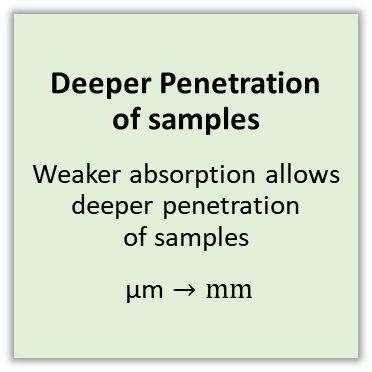 Deeper Penetration
of samples
Weaker absorption allows
deeper penetration
of samples
µm → mm